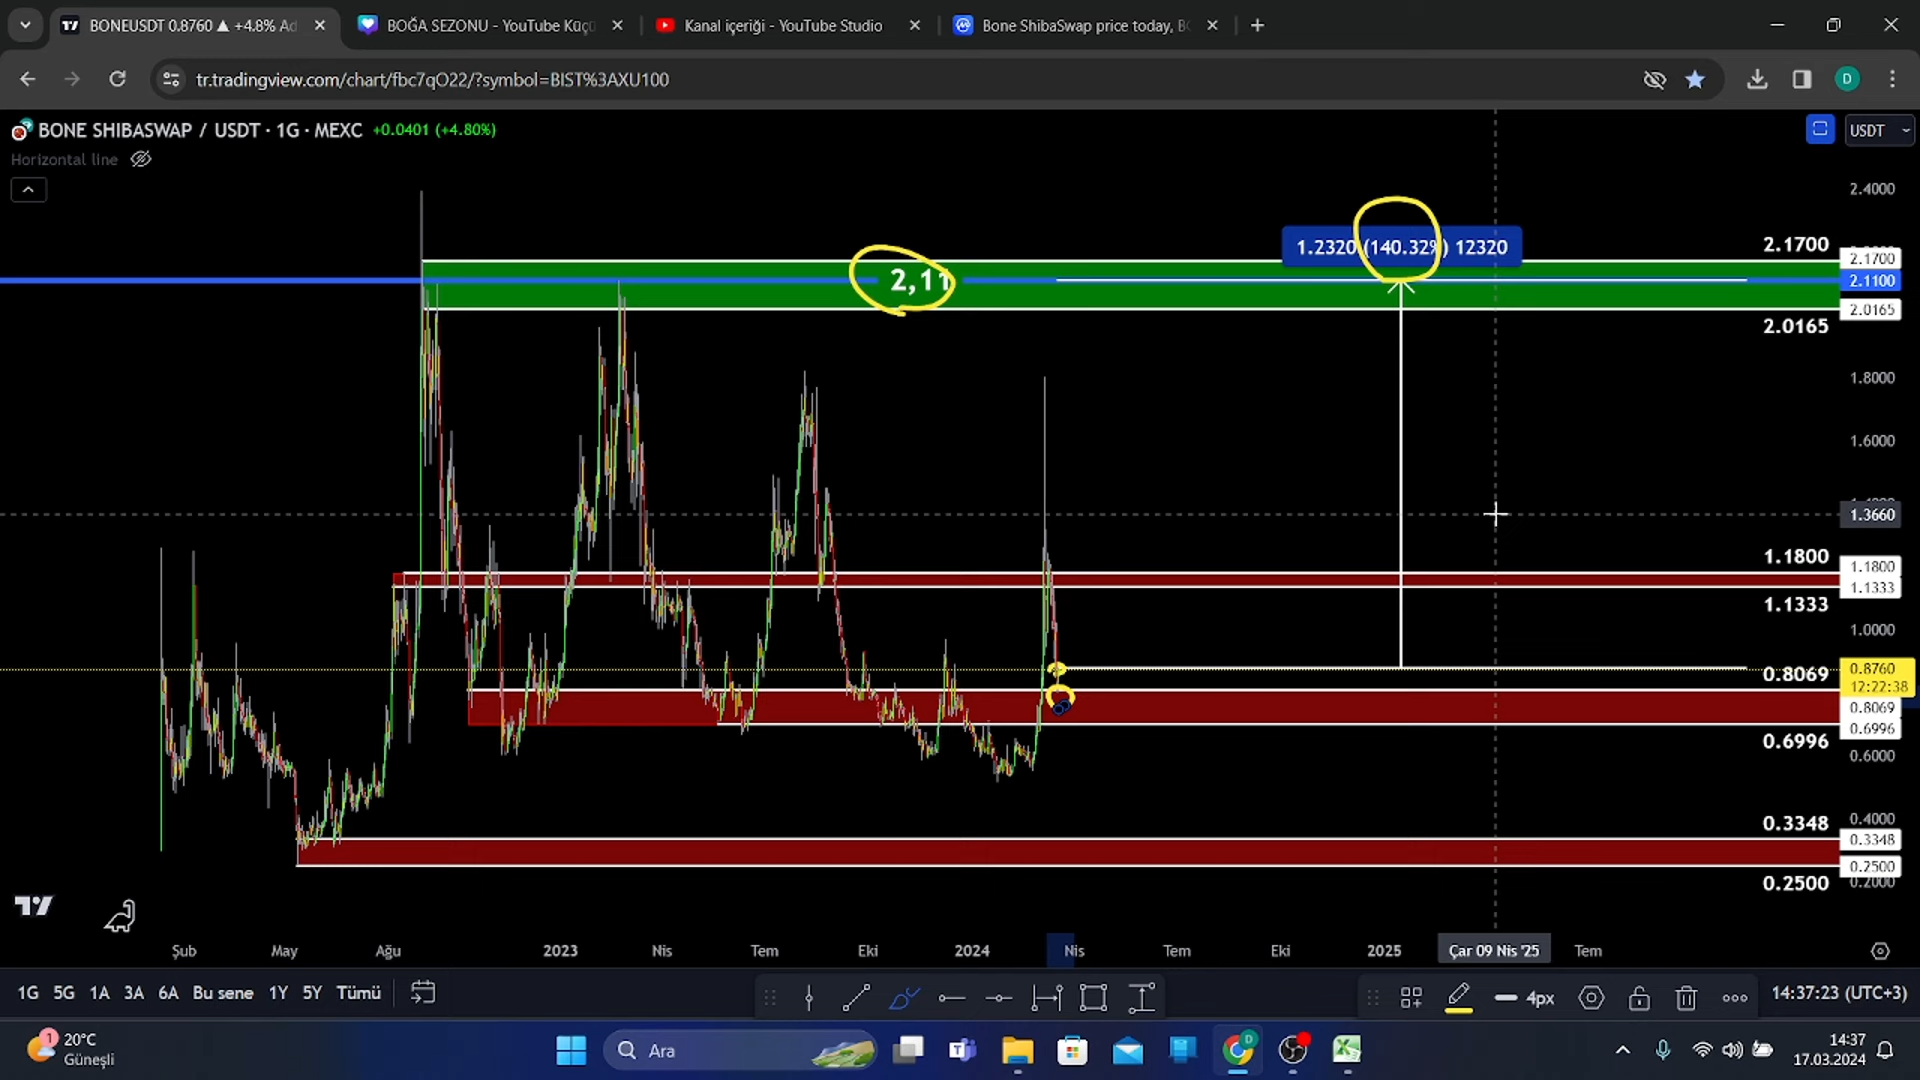 BONEUSDT 0.8760 ▲ +4.8% Ad
BOĞA SEZONU - YouTube Küçü
Kanal içeriği - YouTube Studio
Bone ShibaSwap price today, BO
tr.tradingview.com/chart/fbc7qO22/?symbol=BIST%3AXU100
D
BONE SHIBASWAP / USDT · 1G · MEXC +0.0401 (+4.80%)
USDT
Horizontal line
2.4000
1.2320 (140.32%) 12320
2.1700
2.1700
2,11
2.1100
2.0165
2.0165
1.8000
1.6000
1.3660
1.1800
1.1800
1.1333
1.1333
1.0000
0.8760
12:22:38
0.8069
0.8069
0.6996
0.6996
0.6000
0.4000
0.3348
0.3348
0.2500
0.2500
0.2000
Şub May Ağu 2023 Nis Tem Eki 2024 Nis Tem Eki 2025 Çar 09 Nis '25 Tem
1G 5G 1A 3A 6A Bu sene 1Y 5Y Tümü
4px
14:37:23 (UTC+3)
1
20°C
Güneşli
Ara
D
14:37
17.03.2024